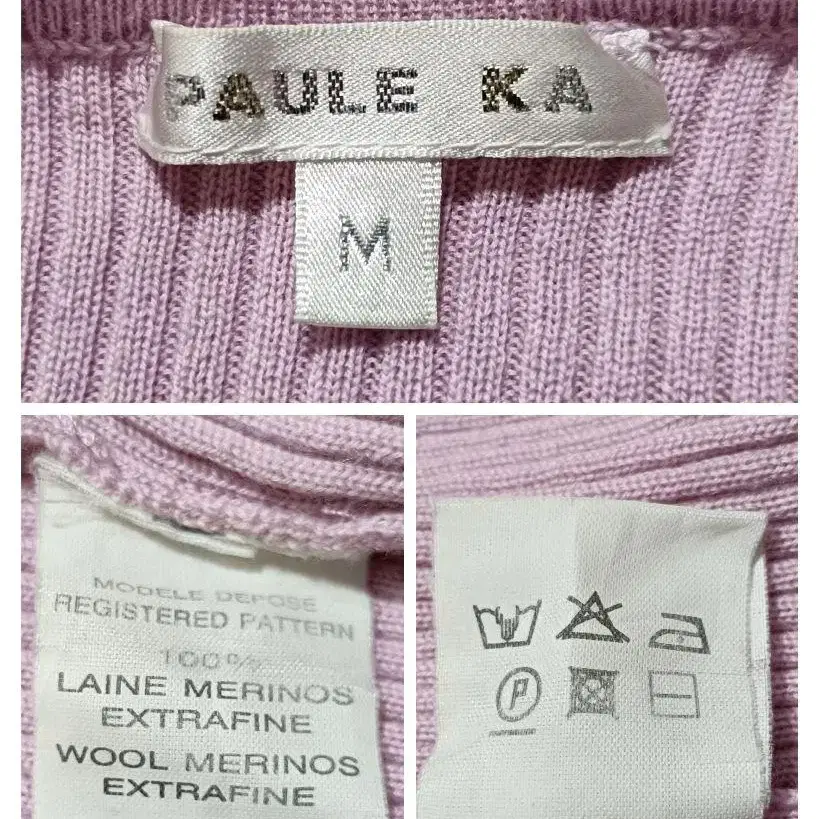 PAULE KA
M
MODELE DEPOSE
REGISTERED PATTERN
100%
LAINE MERINOS
EXTRAFINE
WOOL MERINOS
EXTRAFINE
P